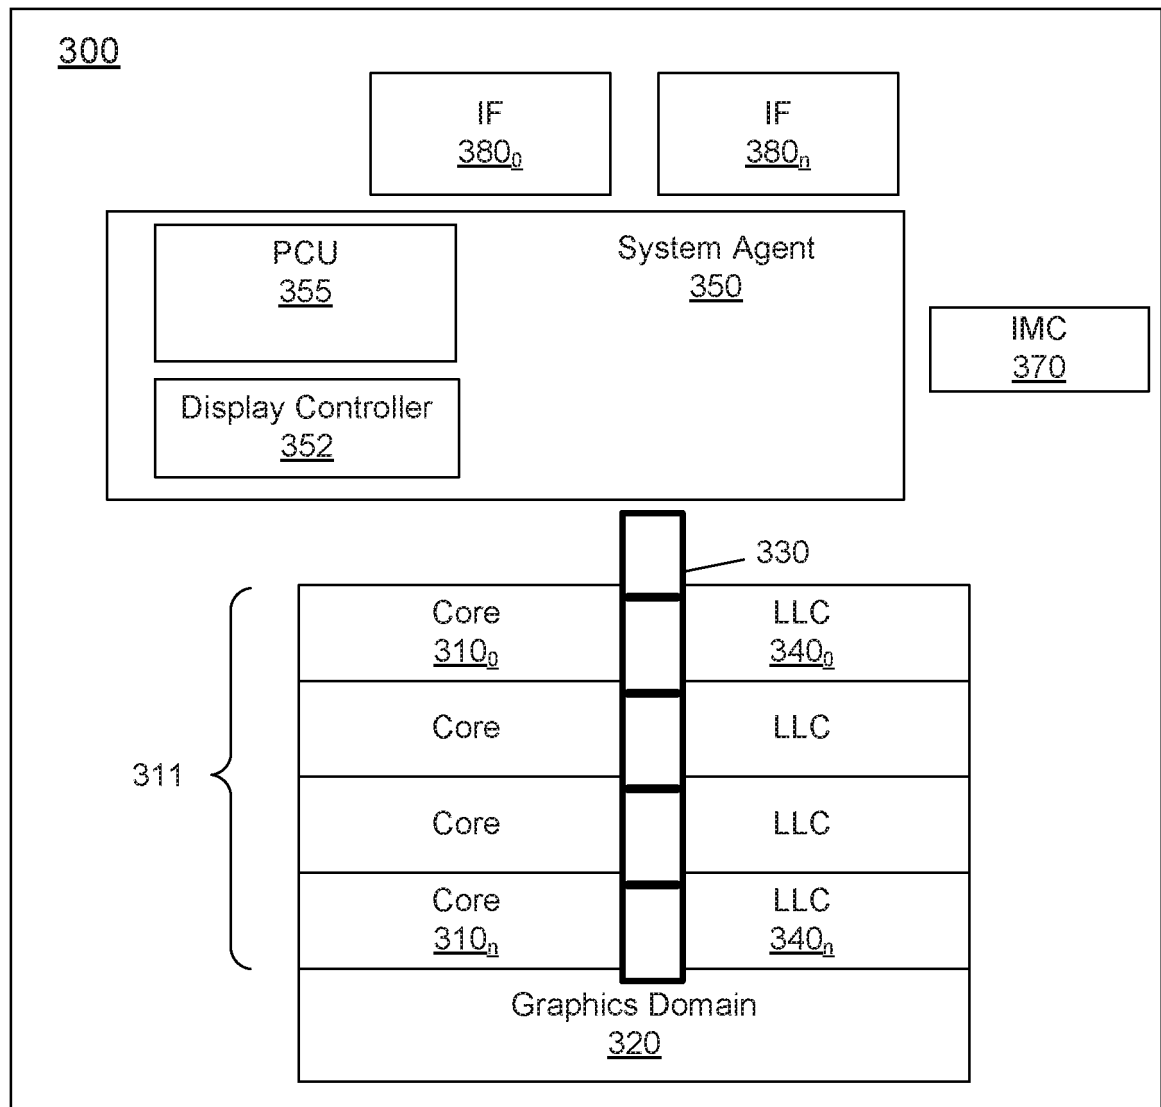 300
IF
380₀
IF
380ₙ
PCU
355
System Agent
350
Display Controller
352
IMC
370
330
311
Core
310₀
LLC
340₀
Core
LLC
Core
LLC
Core
310ₙ
LLC
340ₙ
Graphics Domain
320